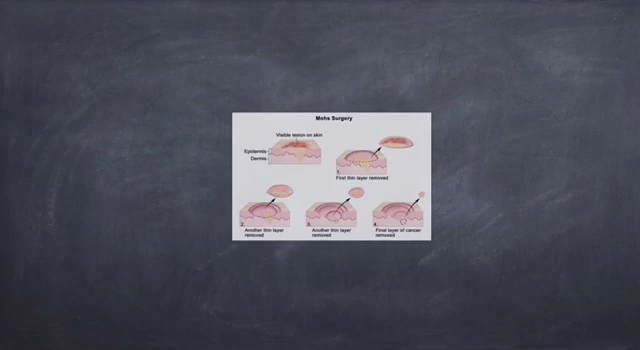 Mohs Surgery
Visible lesion on skin
Epidermis
Dermis
1.
First thin layer removed
2.
Another thin layer
removed
3.
Another thin layer
removed
4.
Final layer of cancer
removed